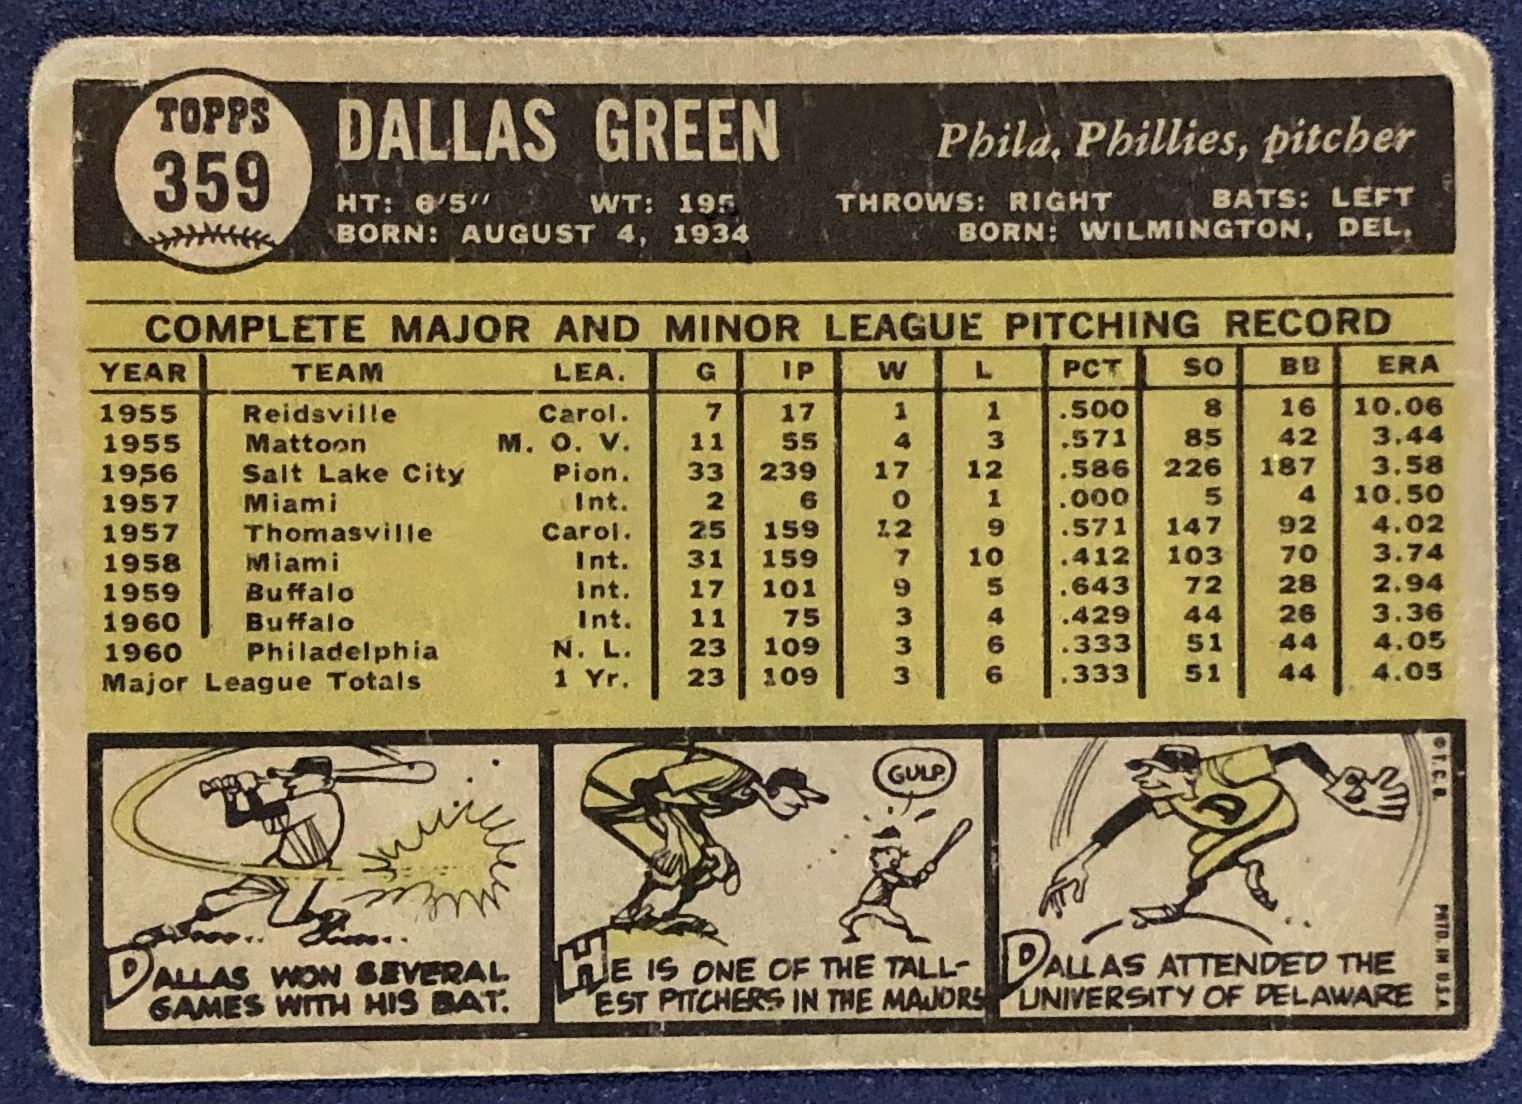 TOPPS
359
DALLAS GREEN
Phila. Phillies, pitcher
HT: 6'5'' WT: 195 THROWS: RIGHT BATS: LEFT
BORN: AUGUST 4, 1934 BORN: WILMINGTON, DEL.
COMPLETE MAJOR AND MINOR LEAGUE PITCHING RECORD
YEAR TEAM LEA. G IP W L PCT SO BB ERA
1955 Reidsville Carol. 7 17 1 1 .500 8 16 10.06
1955 Mattoon M. O. V. 11 55 4 3 .571 85 42 3.44
1956 Salt Lake City Pion. 33 239 17 12 .586 226 187 3.58
1957 Miami Int. 2 6 0 1 .000 5 4 10.50
1957 Thomasville Carol. 25 159 12 9 .571 147 92 4.02
1958 Miami Int. 31 159 7 10 .412 103 70 3.74
1959 Buffalo Int. 17 101 9 5 .643 72 28 2.94
1960 Buffalo Int. 11 75 3 4 .429 44 26 3.36
1960 Philadelphia N. L. 23 109 3 6 .333 51 44 4.05
Major League Totals 1 Yr. 23 109 3 6 .333 51 44 4.05
DALLAS WON SEVERAL
GAMES WITH HIS BAT.
GULP
HE IS ONE OF THE TALL-
EST PITCHERS IN THE MAJORS
DALLAS ATTENDED THE
UNIVERSITY OF DELAWARE
© T. C. G.
PRTD. IN U.S.A.